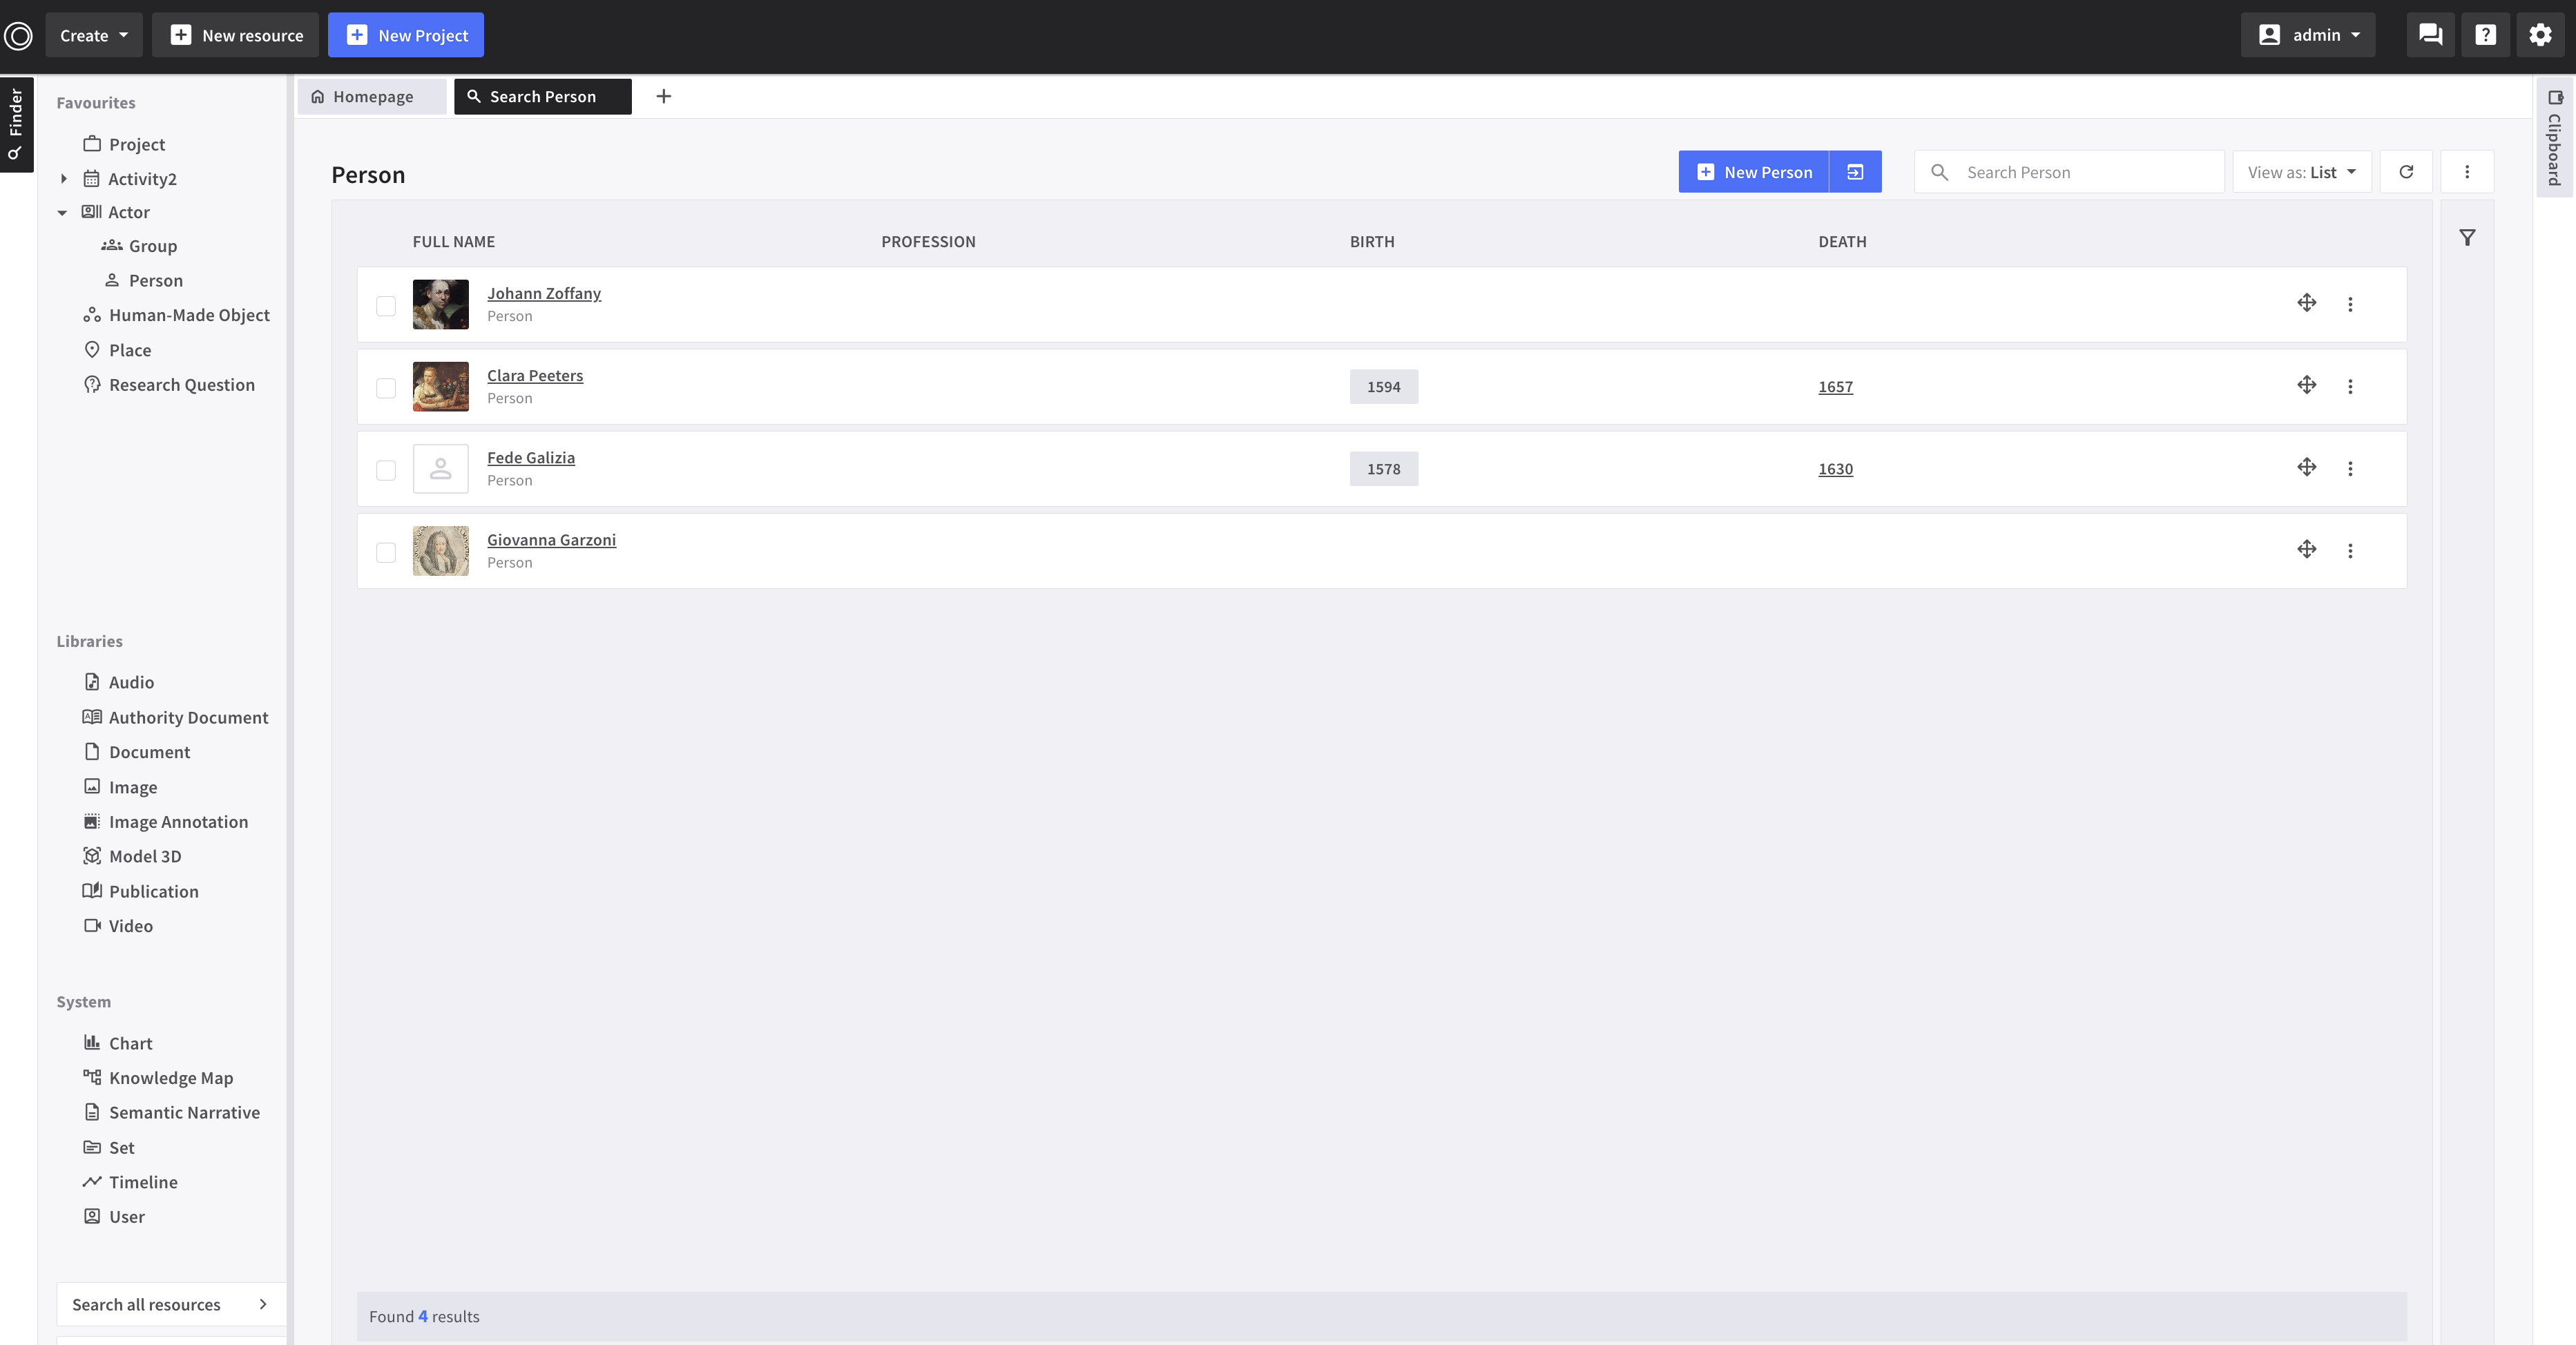 Create
New resource
New Project
admin
Finder
Favourites
Project
Activity2
Actor
Group
Person
Human-Made Object
Place
Research Question
Libraries
Audio
Authority Document
Document
Image
Image Annotation
Model 3D
Publication
Video
System
Chart
Knowledge Map
Semantic Narrative
Set
Timeline
User
Search all resources
Homepage
Search Person
Person
New Person
Search Person
View as: List
FULL NAME PROFESSION BIRTH DEATH
Johann Zoffany
Person
Clara Peeters
Person
1594
1657
Fede Galizia
Person
1578
1630
Giovanna Garzoni
Person
Found 4 results
Clipboard